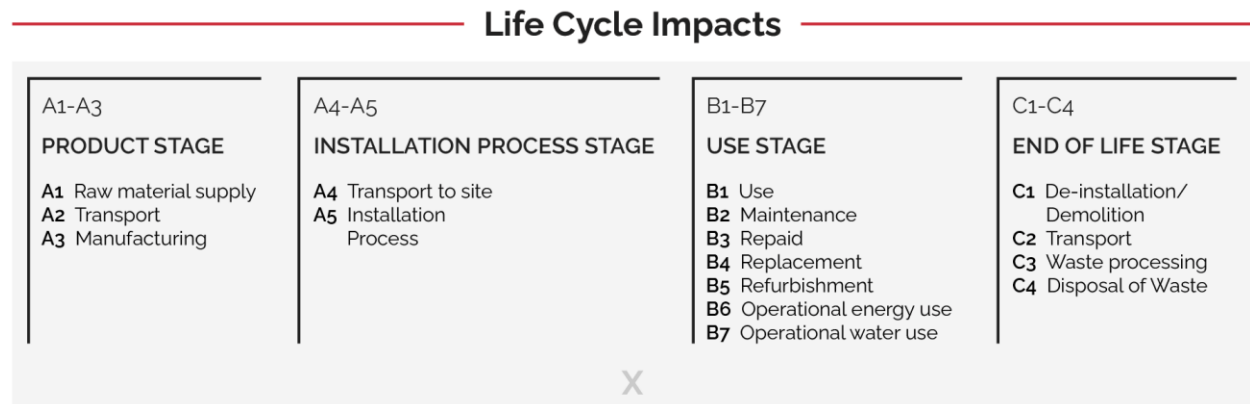 Life Cycle Impacts
A1-A3
PRODUCT STAGE
A1 Raw material supply
A2 Transport
A3 Manufacturing
A4-A5
INSTALLATION PROCESS STAGE
A4 Transport to site
A5 Installation
Process
B1-B7
USE STAGE
B1 Use
B2 Maintenance
B3 Repaid
B4 Replacement
B5 Refurbishment
B6 Operational energy use
B7 Operational water use
C1-C4
END OF LIFE STAGE
C1 De-installation/
Demolition
C2 Transport
C3 Waste processing
C4 Disposal of Waste
X